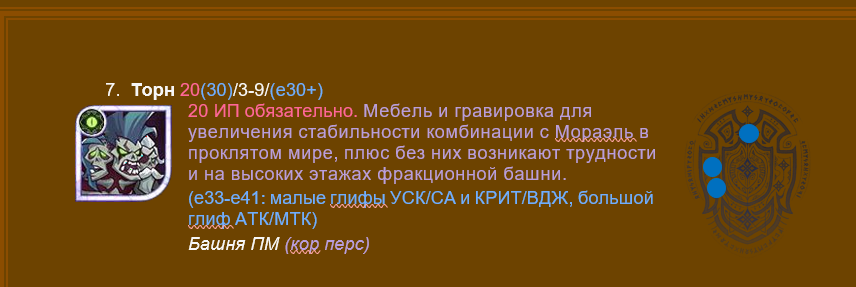 7. Торн 20(30)/3-9/(е30+)
20 ИП обязательно. Мебель и гравировка для
увеличения стабильности комбинации с Мораэль в
проклятом мире, плюс без них возникают трудности
и на высоких этажах фракционной башни.
(е33-е41: малые глифы УСК/СА и КРИТ/ВДЖ, большой
глиф АТК/МТК)
Башня ПМ (кор перс)